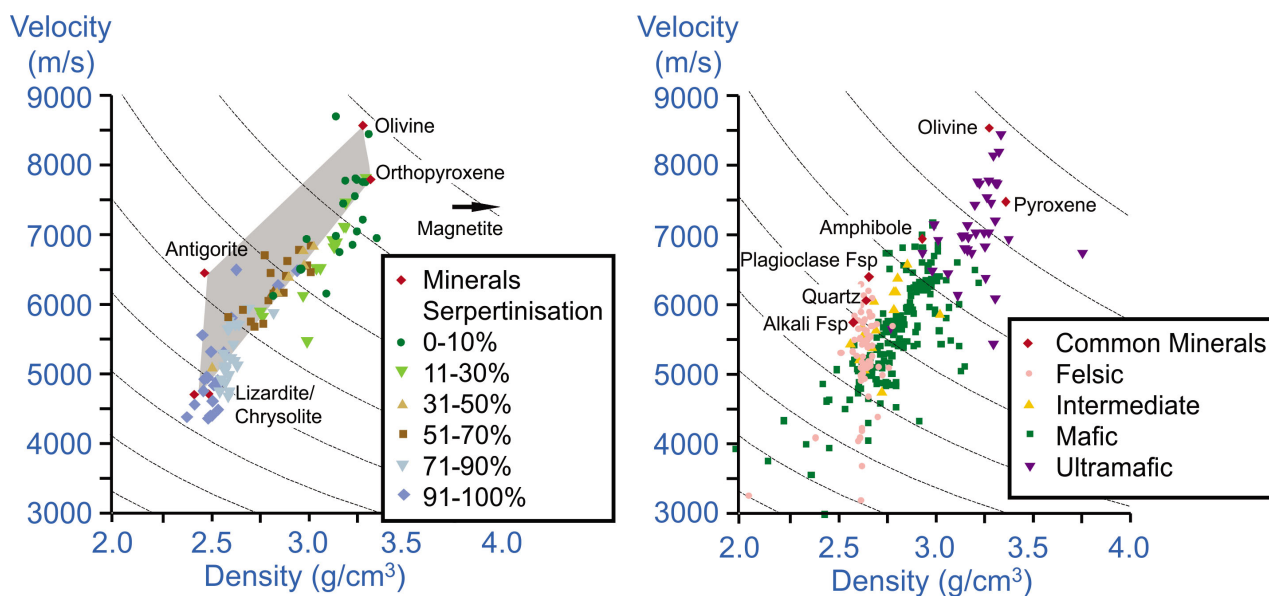 Velocity
(m/s)
9000
8000
7000
6000
5000
4000
3000
2.0
2.5
3.0
3.5
4.0
Density (g/cm³)
Olivine
Orthopyroxene
Magnetite
Antigorite
Lizardite/
Chrysolite
Minerals
Serpertinisation
0-10%
11-30%
31-50%
51-70%
71-90%
91-100%
Velocity
(m/s)
9000
8000
7000
6000
5000
4000
3000
2.0
2.5
3.0
3.5
4.0
Density (g/cm³)
Olivine
Pyroxene
Amphibole
Plagioclase Fsp
Quartz
Alkali Fsp
Common Minerals
Felsic
Intermediate
Mafic
Ultramafic